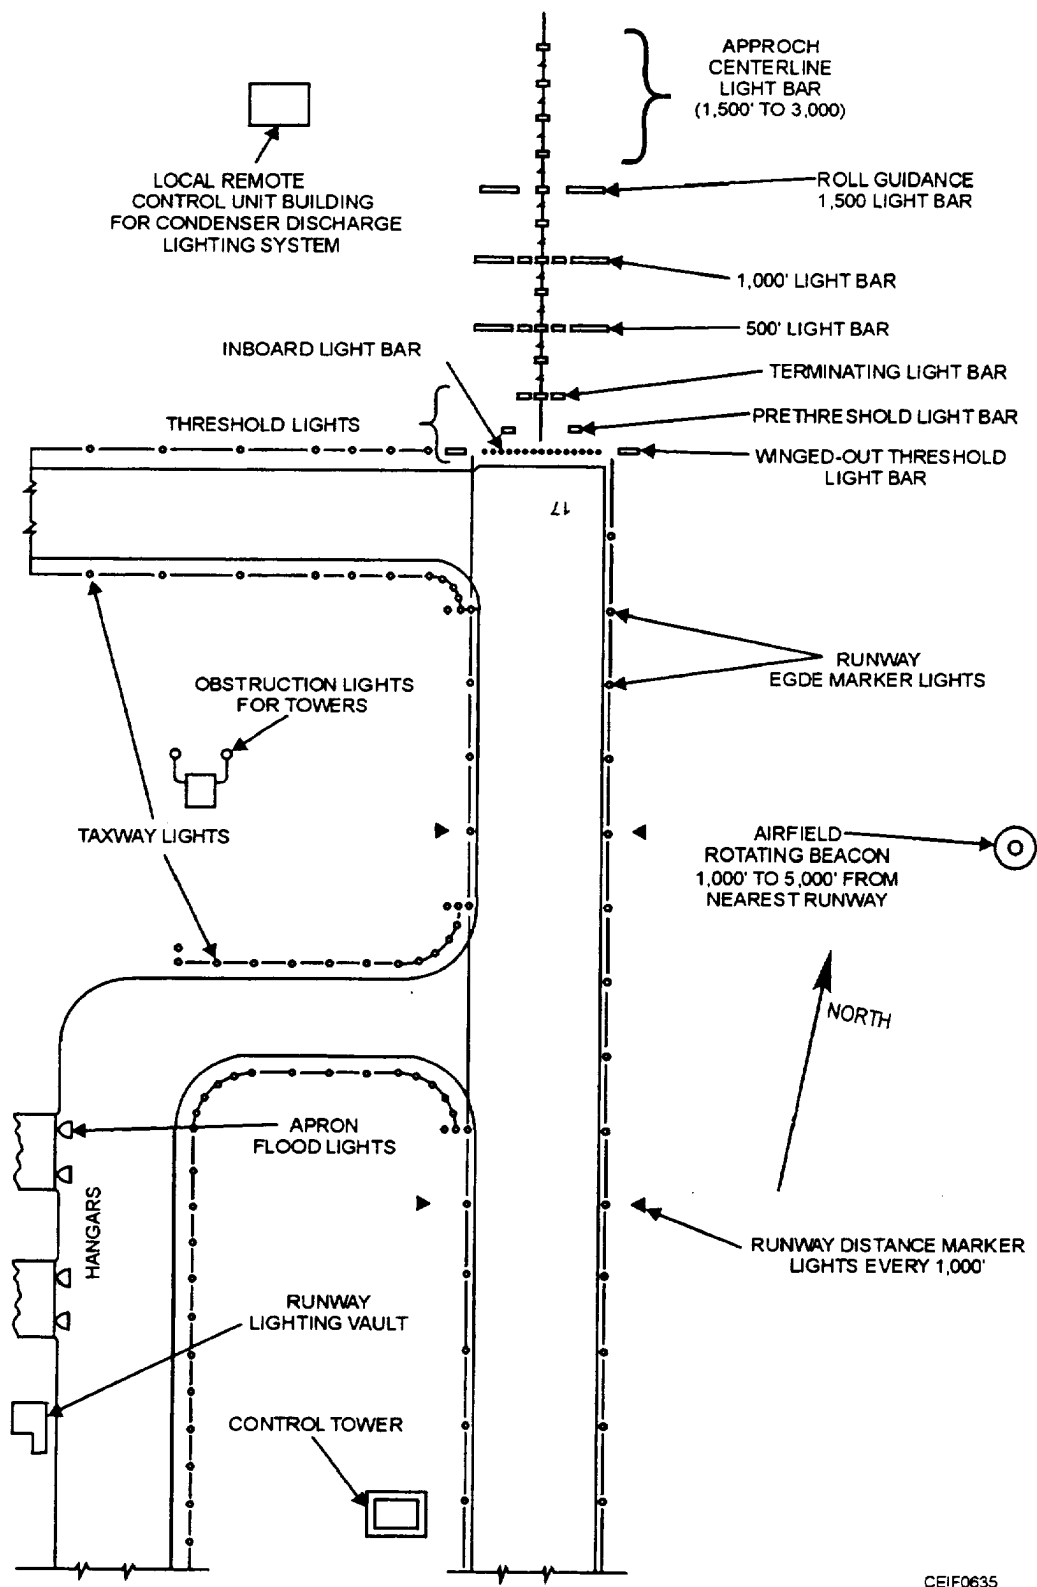 APPROCH
CENTERLINE
LIGHT BAR
(1,500' TO 3,000)
LOCAL REMOTE
CONTROL UNIT BUILDING
FOR CONDENSER DISCHARGE
LIGHTING SYSTEM
ROLL GUIDANCE
1,500 LIGHT BAR
1,000' LIGHT BAR
500' LIGHT BAR
INBOARD LIGHT BAR
TERMINATING LIGHT BAR
PRETHRESHOLD LIGHT BAR
THRESHOLD LIGHTS
WINGED-OUT THRESHOLD
LIGHT BAR
17
RUNWAY
EGDE MARKER LIGHTS
OBSTRUCTION LIGHTS
FOR TOWERS
TAXWAY LIGHTS
AIRFIELD
ROTATING BEACON
1,000' TO 5,000' FROM
NEAREST RUNWAY
NORTH
APRON
FLOOD LIGHTS
HANGARS
RUNWAY DISTANCE MARKER
LIGHTS EVERY 1,000'
RUNWAY
LIGHTING VAULT
CONTROL TOWER
CEIF0635